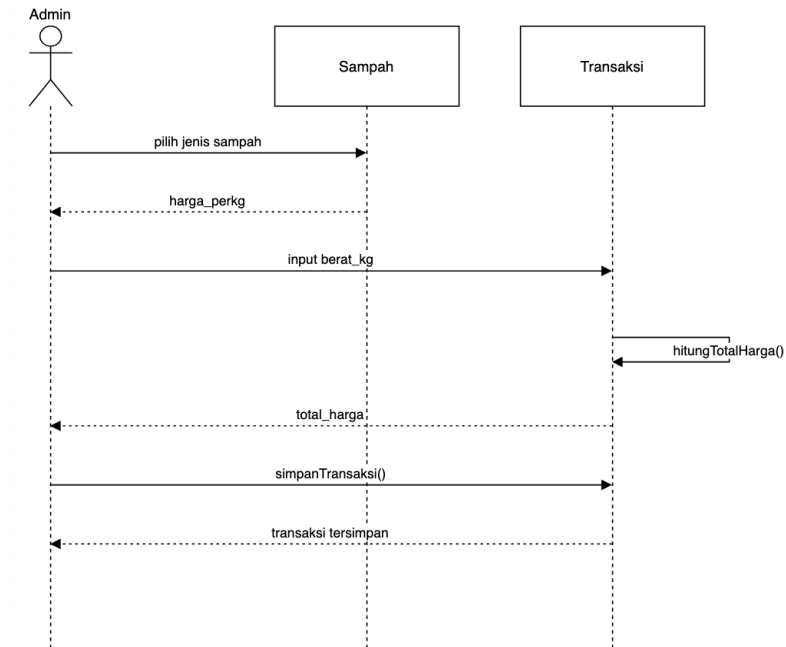 Admin
Sampah
Transaksi
pilih jenis sampah
harga_perkg
input berat_kg
hitungTotalHarga()
total_harga
simpanTransaksi()
transaksi tersimpan